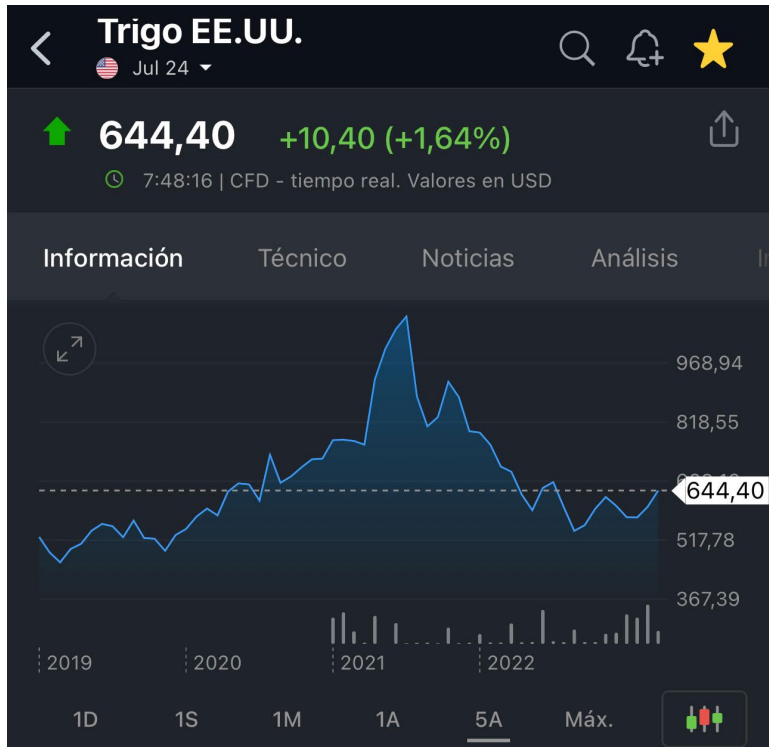 Trigo EE.UU.
Jul 24
644,40 +10,40 (+1,64%)
7:48:16 | CFD - tiempo real. Valores en USD
Información Técnico Noticias Análisis
968,94
818,55
644,40
517,78
367,39
2019 2020 2021 2022
1D 1S 1M 1A 5A Máx.